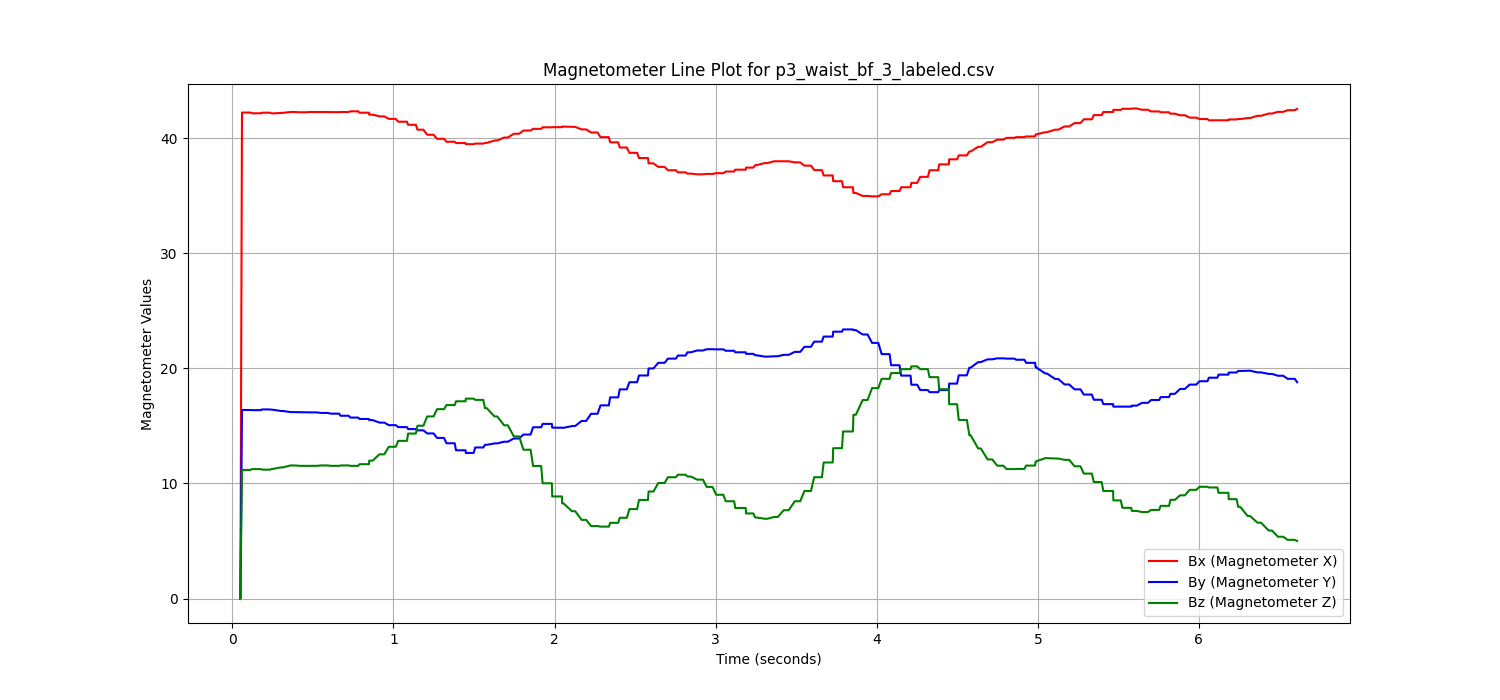 Magnetometer Line Plot for p3_waist_bf_3_labeled.csv
Magnetometer Values
40
30
20
10
0
0 1 2 3 4 5 6
Time (seconds)
Bx (Magnetometer X)
By (Magnetometer Y)
Bz (Magnetometer Z)